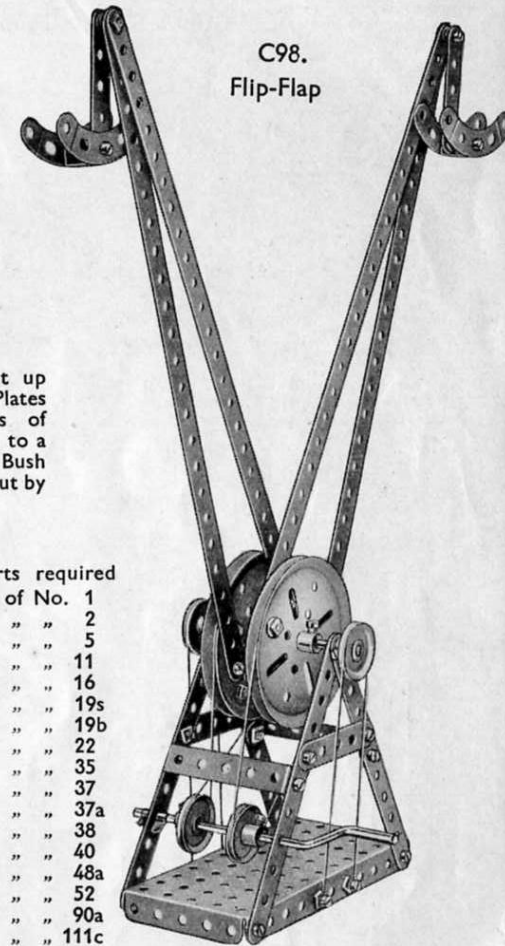 C98.
Flip-Flap
t up
Plates
s of
to a
Bush
ut by
rts required
of No. 1
„ „ 2
„ „ 5
„ „ 11
„ „ 16
„ „ 19s
„ „ 19b
„ „ 22
„ „ 35
„ „ 37
„ „ 37a
„ „ 38
„ „ 40
„ „ 48a
„ „ 52
„ „ 90a
„ „ 111c